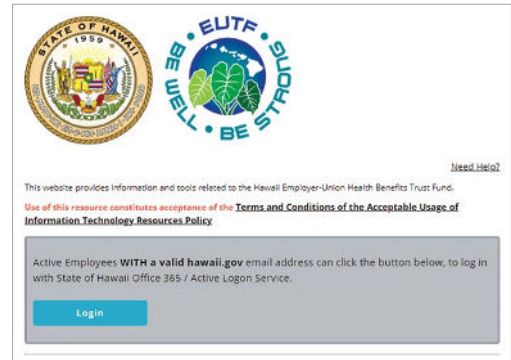 STATE OF HAWAII
1959
EUTF • BE STRONG • BE WELL •
Need Help?
This website provides information and tools related to the Hawaii Employer-Union Health Benefits Trust Fund.
Use of this resource constitutes acceptance of the Terms and Conditions of the Acceptable Usage of
Information Technology Resources Policy
Active Employees WITH a valid hawaii.gov email address can click the button below, to log in
with State of Hawaii Office 365 / Active Logon Service.
Login